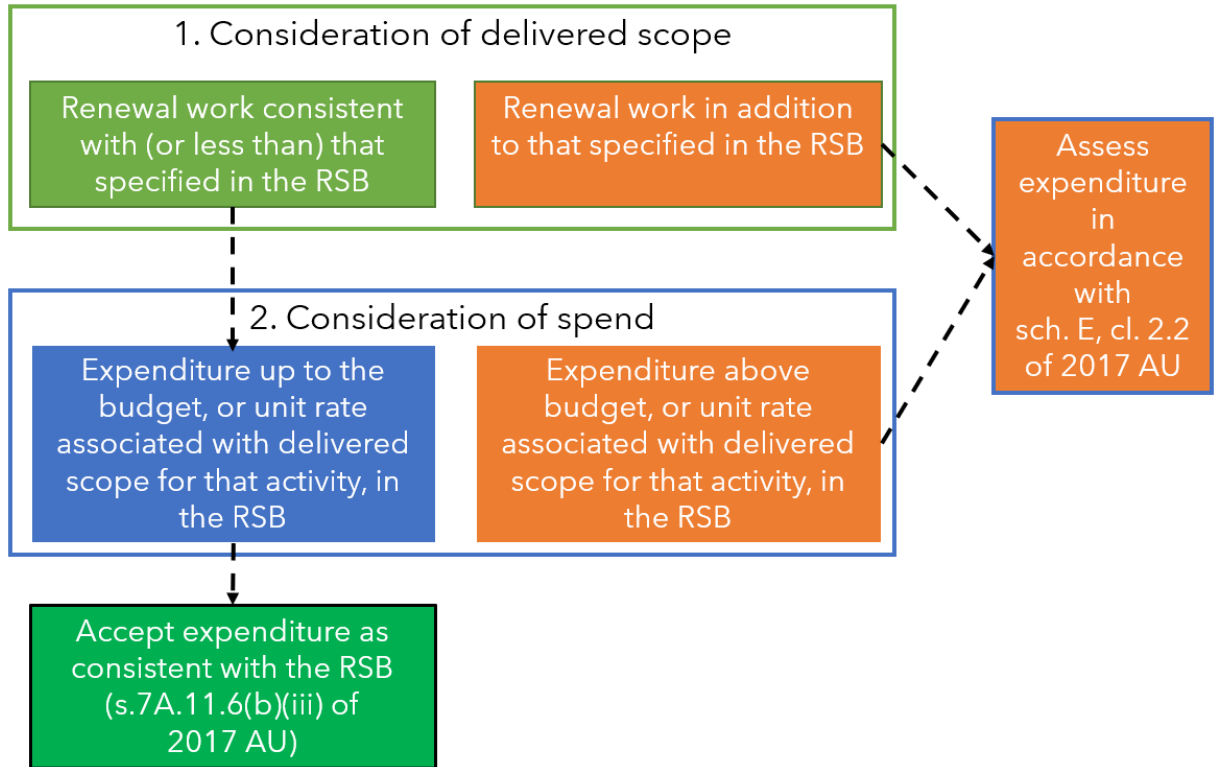 1. Consideration of delivered scope
Renewal work consistent
with (or less than) that
specified in the RSB
Renewal work in addition
to that specified in the RSB
Assess
expenditure
in
accordance
with
sch. E, cl. 2.2
of 2017 AU
2. Consideration of spend
Expenditure up to the
budget, or unit rate
associated with delivered
scope for that activity, in
the RSB
Expenditure above
budget, or unit rate
associated with delivered
scope for that activity, in
the RSB
Accept expenditure as
consistent with the RSB
(s.7A.11.6(b)(iii) of
2017 AU)